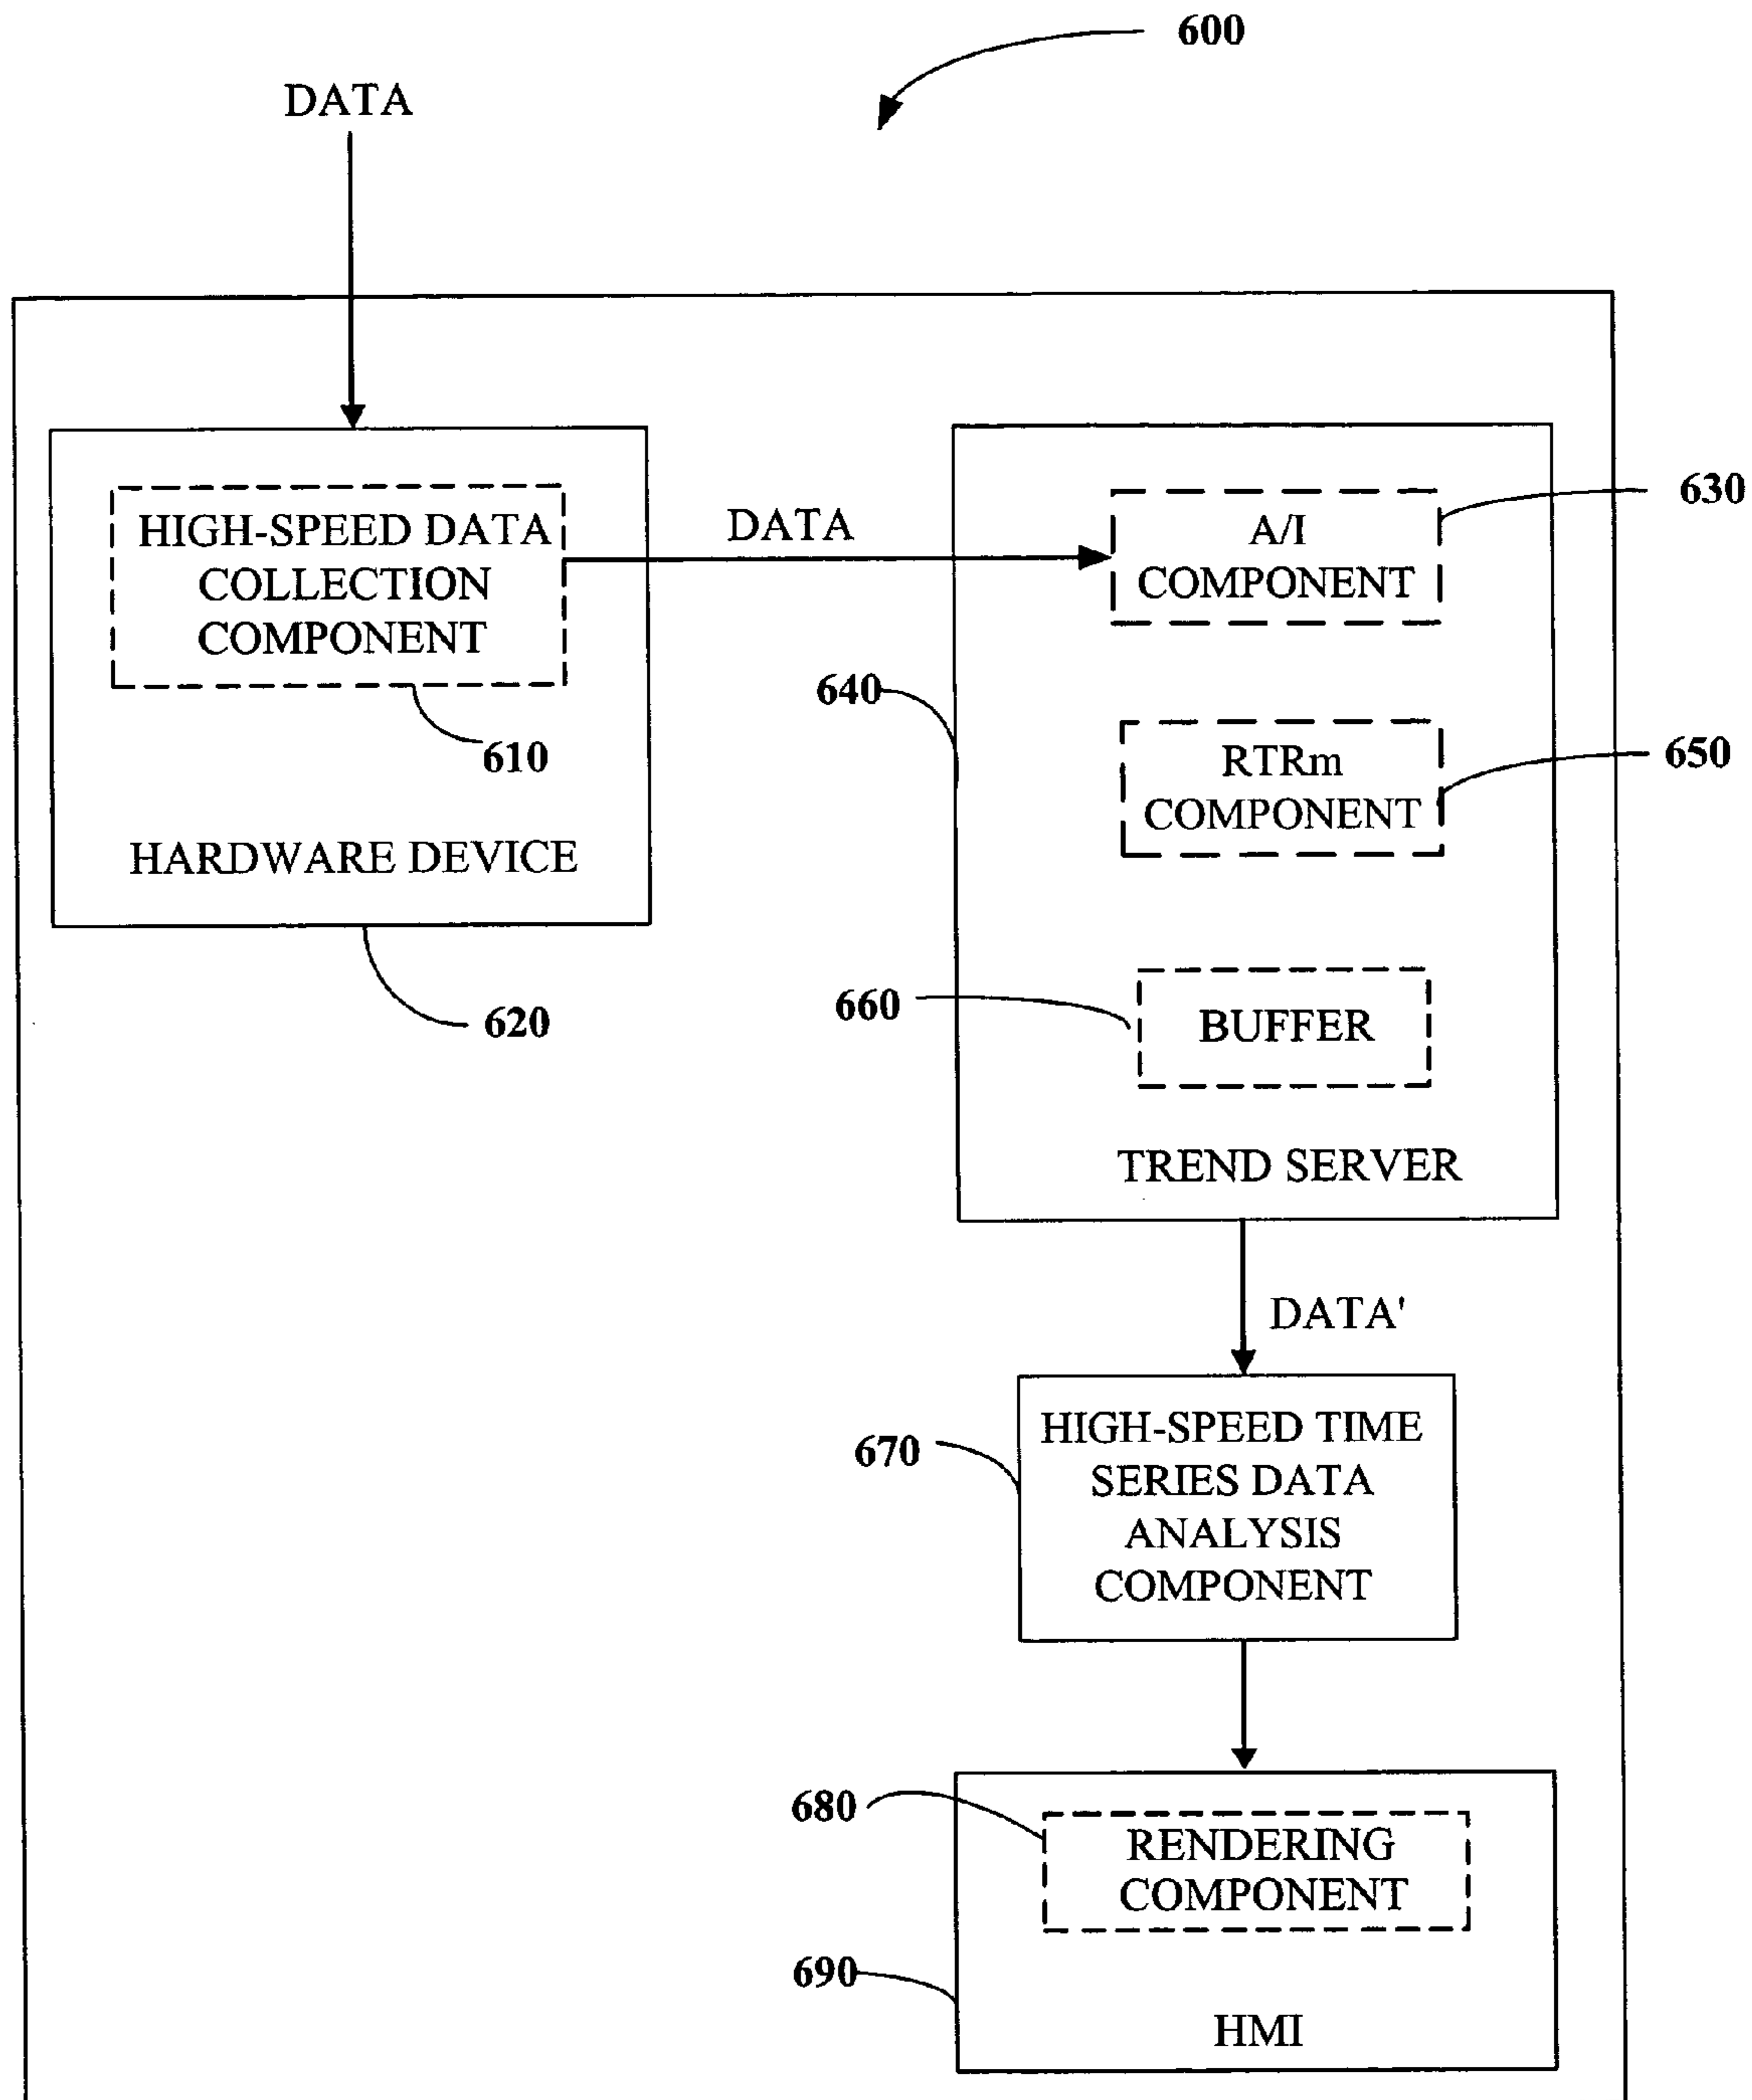 600
DATA
HIGH-SPEED DATA
COLLECTION
COMPONENT
610
HARDWARE DEVICE
620
DATA
A/I
COMPONENT
630
640
RTRm
COMPONENT
650
660
BUFFER
TREND SERVER
DATA'
670
HIGH-SPEED TIME
SERIES DATA
ANALYSIS
COMPONENT
680
RENDERING
COMPONENT
690
HMI